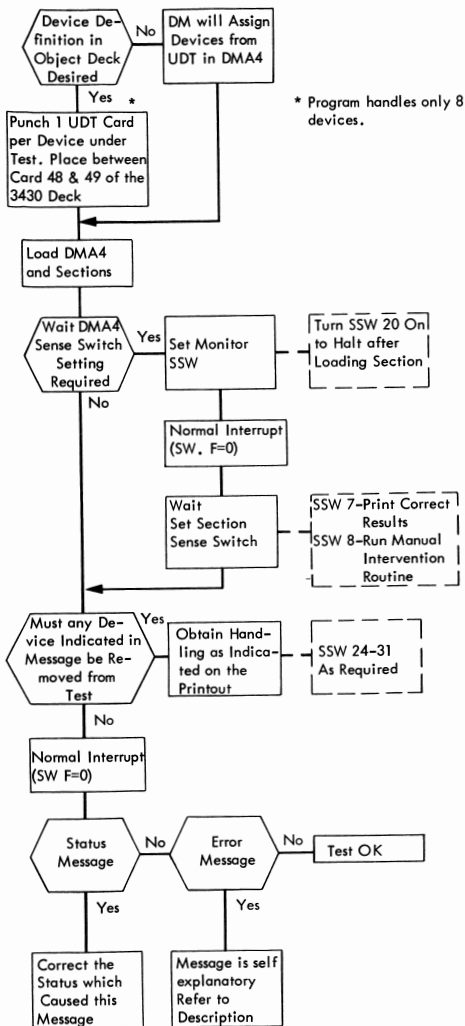 Device De-
finition in
Object Deck
Desired
No
DM will Assign
Devices from
UDT in DMA4
Yes
*
* Program handles only 8
devices.
Punch 1 UDT Card
per Device under
Test. Place between
Card 48 & 49 of the
3430 Deck
Load DMA4
and Sections
Wait DMA4
Sense Switch
Setting
Required
Yes
Set Monitor
SSW
Turn SSW 20 On
to Halt after
Loading Section
No
Normal Interrupt
(SW. F=0)
Wait
Set Section
Sense Switch
SSW 7-Print Correct
Results
SSW 8-Run Manual
Intervention
Routine
Must any De-
vice Indicated in
Message be Re-
moved from
Test
Yes
Obtain Hand-
ling as Indica-
ted on the
Printout
SSW 24-31
As Required
No
Normal Interrupt
(SW F=0)
Status
Message
No
Error
Message
No
Test OK
Yes
Yes
Correct the
Status which
Caused this
Message
Message is self
explanatory
Refer to
Description